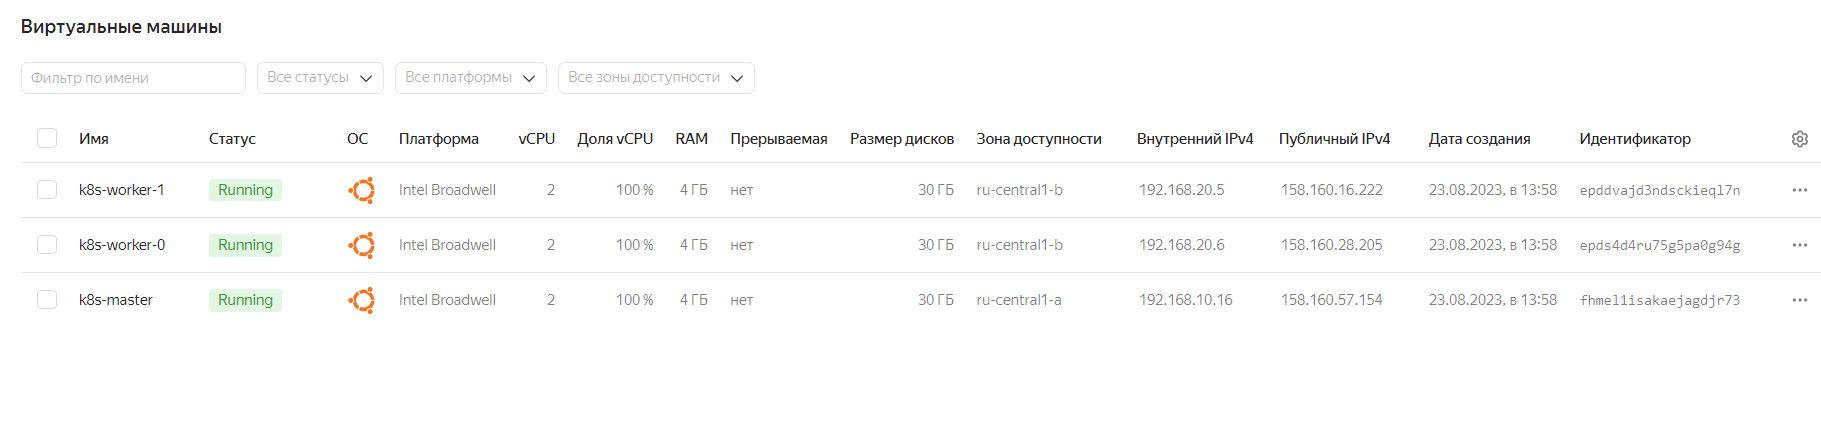 Виртуальные машины
Фильтр по имени Все статусы Все платформы Все зоны доступности
Имя Статус ОС Платформа vCPU Доля vCPU RAM Прерываемая Размер дисков Зона доступности Внутренний IPv4 Публичный IPv4 Дата создания Идентификатор
k8s-worker-1 Running Intel Broadwell 2 100 % 4 ГБ нет 30 ГБ ru-central1-b 192.168.20.5 158.160.16.222 23.08.2023, в 13:58 epddvajd3ndsckieql7n
k8s-worker-0 Running Intel Broadwell 2 100 % 4 ГБ нет 30 ГБ ru-central1-b 192.168.20.6 158.160.28.205 23.08.2023, в 13:58 epds4d4ru75g5pa0g94g
k8s-master Running Intel Broadwell 2 100 % 4 ГБ нет 30 ГБ ru-central1-a 192.168.10.16 158.160.57.154 23.08.2023, в 13:58 fhmel1isakaejagdjr73